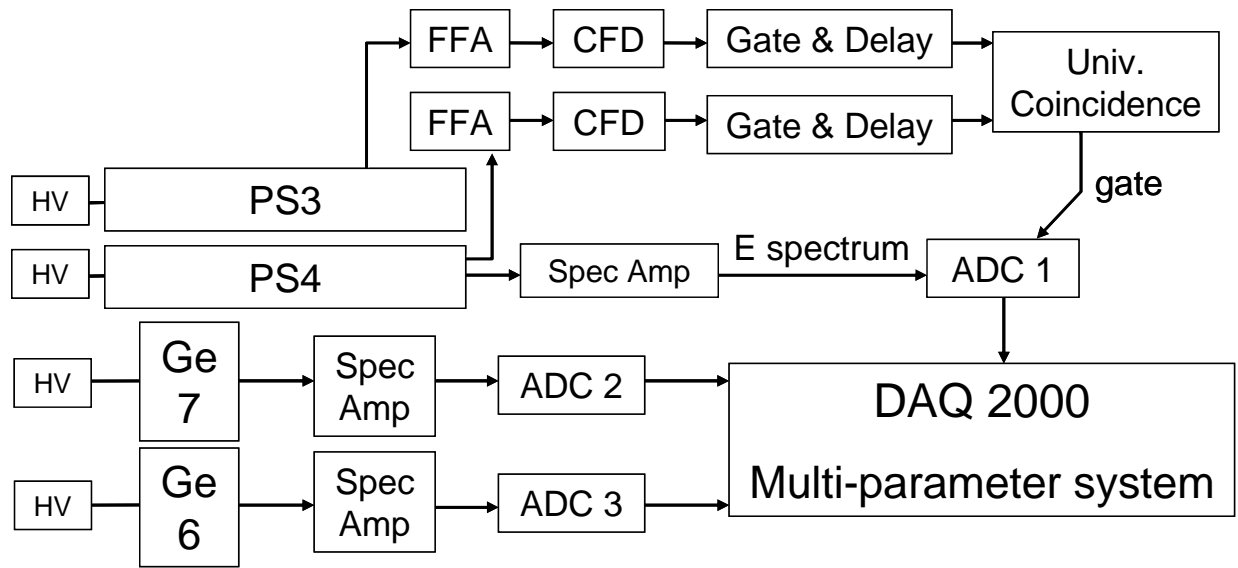 FFA
CFD
Gate & Delay
Univ.
Coincidence
FFA
CFD
Gate & Delay
gate
HV
PS3
HV
PS4
Spec Amp
E spectrum
ADC 1
HV
Ge
7
Spec
Amp
ADC 2
DAQ 2000
Multi-parameter system
HV
Ge
6
Spec
Amp
ADC 3